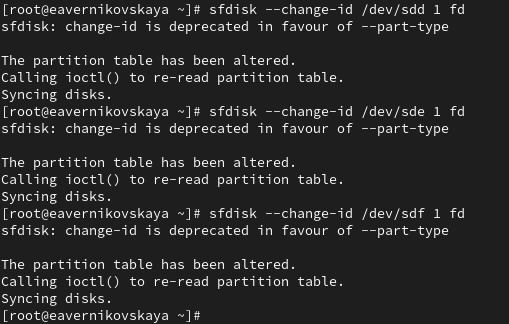 [root@eavernikovskaya ~]# sfdisk --change-id /dev/sdd 1 fd
sfdisk: change-id is deprecated in favour of --part-type

The partition table has been altered.
Calling ioctl() to re-read partition table.
Syncing disks.
[root@eavernikovskaya ~]# sfdisk --change-id /dev/sde 1 fd
sfdisk: change-id is deprecated in favour of --part-type

The partition table has been altered.
Calling ioctl() to re-read partition table.
Syncing disks.
[root@eavernikovskaya ~]# sfdisk --change-id /dev/sdf 1 fd
sfdisk: change-id is deprecated in favour of --part-type

The partition table has been altered.
Calling ioctl() to re-read partition table.
Syncing disks.
[root@eavernikovskaya ~]#